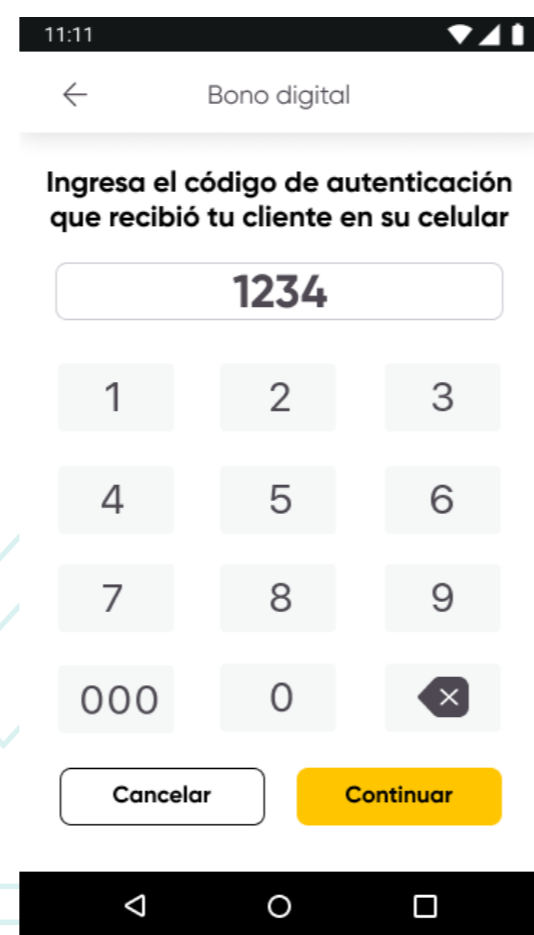 11:11
Bono digital
Ingresa el código de autenticación
que recibió tu cliente en su celular
1234
1 2 3
4 5 6
7 8 9
000 0
Cancelar Continuar